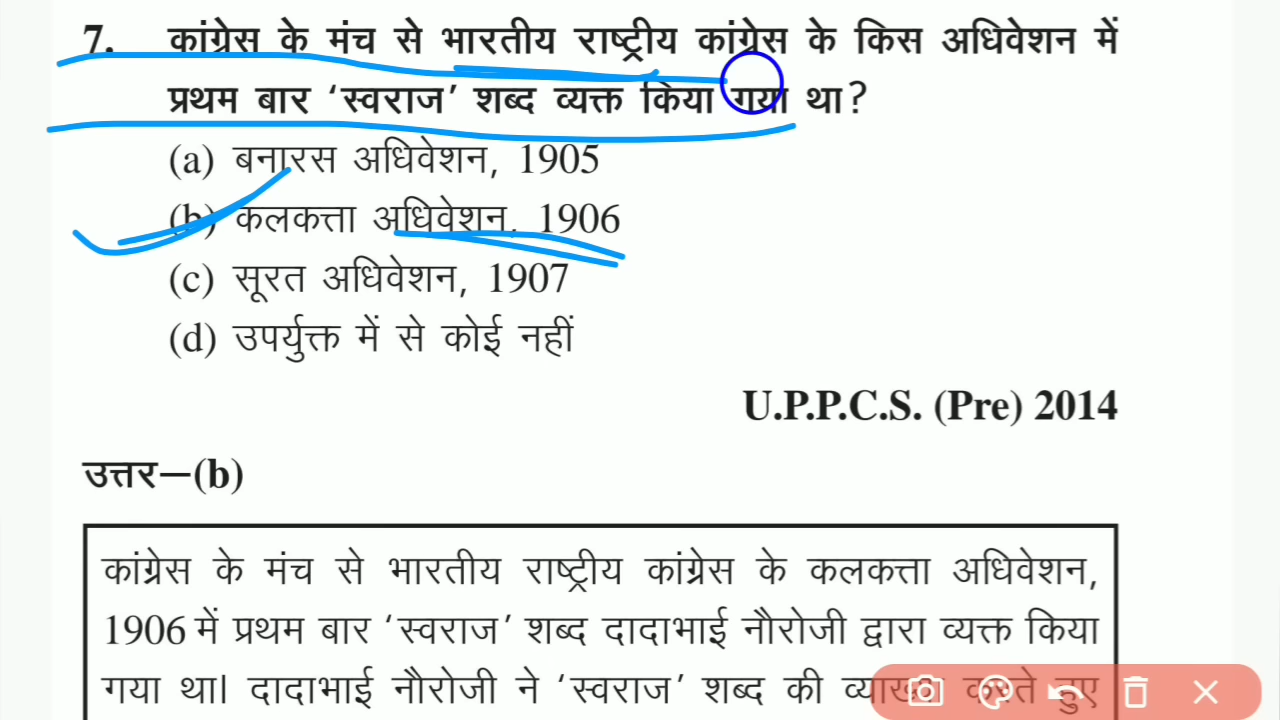 7. कांग्रेस के मंच से भारतीय राष्ट्रीय कांग्रेस के किस अधिवेशन में
प्रथम बार ‘स्वराज’ शब्द व्यक्त किया गया था?
(a) बनारस अधिवेशन, 1905
(b) कलकत्ता अधिवेशन, 1906
(c) सूरत अधिवेशन, 1907
(d) उपर्युक्त में से कोई नहीं
U.P.P.C.S. (Pre) 2014
उत्तर—(b)
कांग्रेस के मंच से भारतीय राष्ट्रीय कांग्रेस के कलकत्ता अधिवेशन,
1906 में प्रथम बार ‘स्वराज’ शब्द दादाभाई नौरोजी द्वारा व्यक्त किया
गया था। दादाभाई नौरोजी ने ‘स्वराज’ शब्द की व्याख्या करते हुए